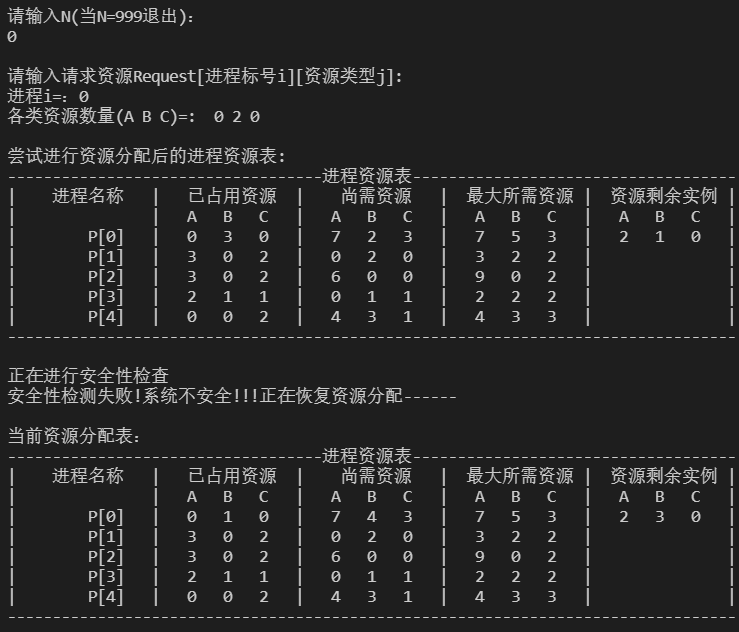 请输入N(当N=999退出):
0
请输入请求资源Request[进程标号i][资源类型j]:
进程i=: 0
各类资源数量(A B C)=:  0 2 0
尝试进行资源分配后的进程资源表:
-----------------------------------进程资源表------------------------------------
|    进程名称   |   已占用资源  |    尚需资源   |  最大所需资源 |  资源剩余实例  |
|               |   A   B   C   |   A   B   C   |   A   B   C   |   A   B   C    |
|        P[0]   |   0   3   0   |   7   2   3   |   7   5   3   |   2   1   0    |
|        P[1]   |   3   0   2   |   0   2   0   |   3   2   2   |                |
|        P[2]   |   3   0   2   |   6   0   0   |   9   0   2   |                |
|        P[3]   |   2   1   1   |   0   1   1   |   2   2   2   |                |
|        P[4]   |   0   0   2   |   4   3   1   |   4   3   3   |                |
---------------------------------------------------------------------------------
正在进行安全性检查
安全性检测失败!系统不安全!!!正在恢复资源分配------
当前资源分配表:
-----------------------------------进程资源表------------------------------------
|    进程名称   |   已占用资源  |    尚需资源   |  最大所需资源 |  资源剩余实例  |
|               |   A   B   C   |   A   B   C   |   A   B   C   |   A   B   C    |
|        P[0]   |   0   1   0   |   7   4   3   |   7   5   3   |   2   3   0    |
|        P[1]   |   3   0   2   |   0   2   0   |   3   2   2   |                |
|        P[2]   |   3   0   2   |   6   0   0   |   9   0   2   |                |
|        P[3]   |   2   1   1   |   0   1   1   |   2   2   2   |                |
|        P[4]   |   0   0   2   |   4   3   1   |   4   3   3   |                |
---------------------------------------------------------------------------------